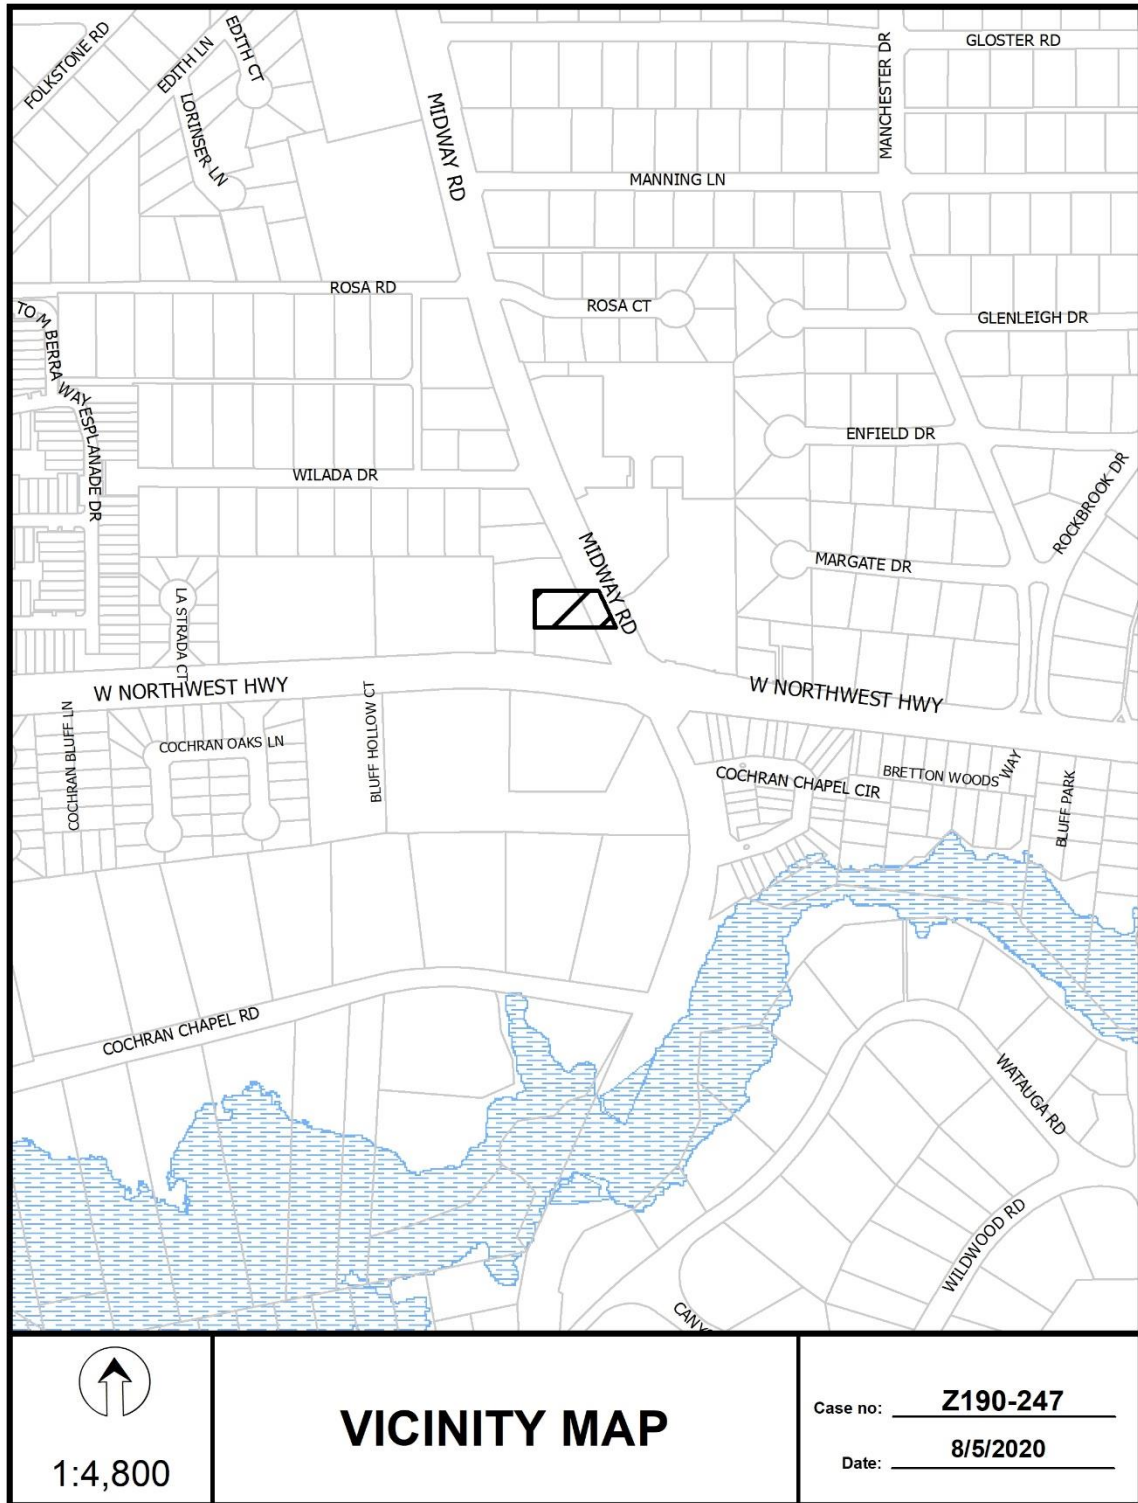 FOLKSTONE RD
EDITH LN
EDITH CT
LORINSER LN
MIDWAY RD
MANCHESTER DR
GLOSTER RD
MANNING LN
ROSA RD
ROSA CT
GLENLEIGH DR
TOM BERRA WAY
ESPLANADE DR
WILADA DR
ENFIELD DR
ROCKBROOK DR
MIDWAY RD
MARGATE DR
LA STRADA CT
W NORTHWEST HWY
W NORTHWEST HWY
COCHRAN BLUFF LN
COCHRAN OAKS LN
BLUFF HOLLOW CT
COCHRAN CHAPEL CIR
BRETTON WOODS WAY
BLUFF PARK
COCHRAN CHAPEL RD
WATAUGA RD
WILDWOOD RD
1:4,800
VICINITY MAP
Case no: Z190-247
Date: 8/5/2020